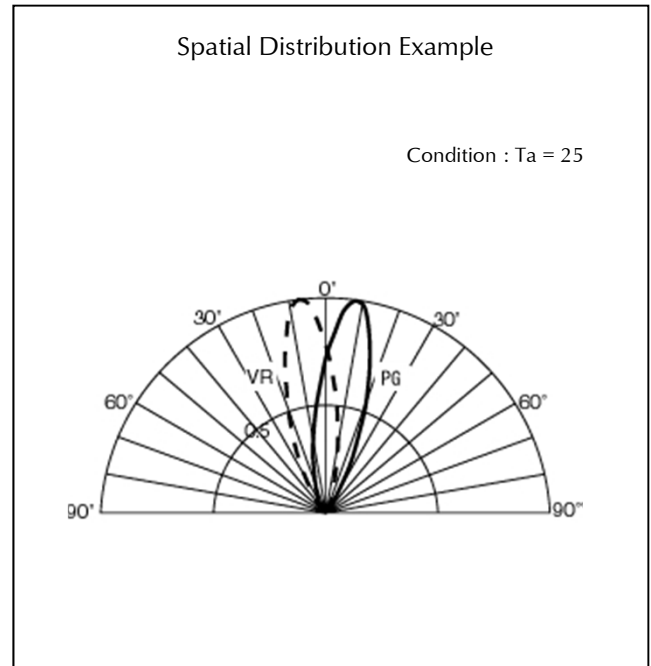 Spatial Distribution Example
Condition : Ta = 25
0°
30° 30°
VR PG
60° 60°
0.5
90° 90°